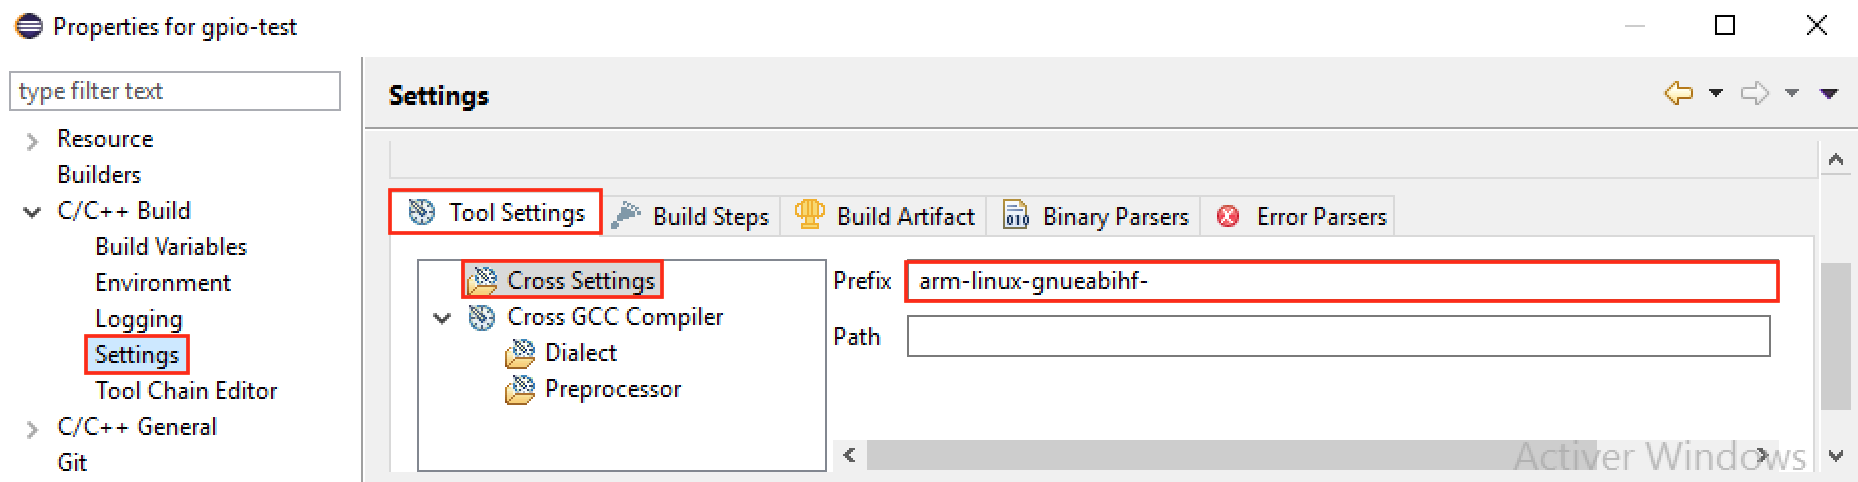 Properties for gpio-test
type filter text
Resource
Builders
C/C++ Build
Build Variables
Environment
Logging
Settings
Tool Chain Editor
C/C++ General
Git
Settings
Tool Settings
Build Steps
Build Artifact
010
Binary Parsers
Error Parsers
Cross Settings
Cross GCC Compiler
Dialect
Preprocessor
Prefix
arm-linux-gnueabihf-
Path
Activer Windows